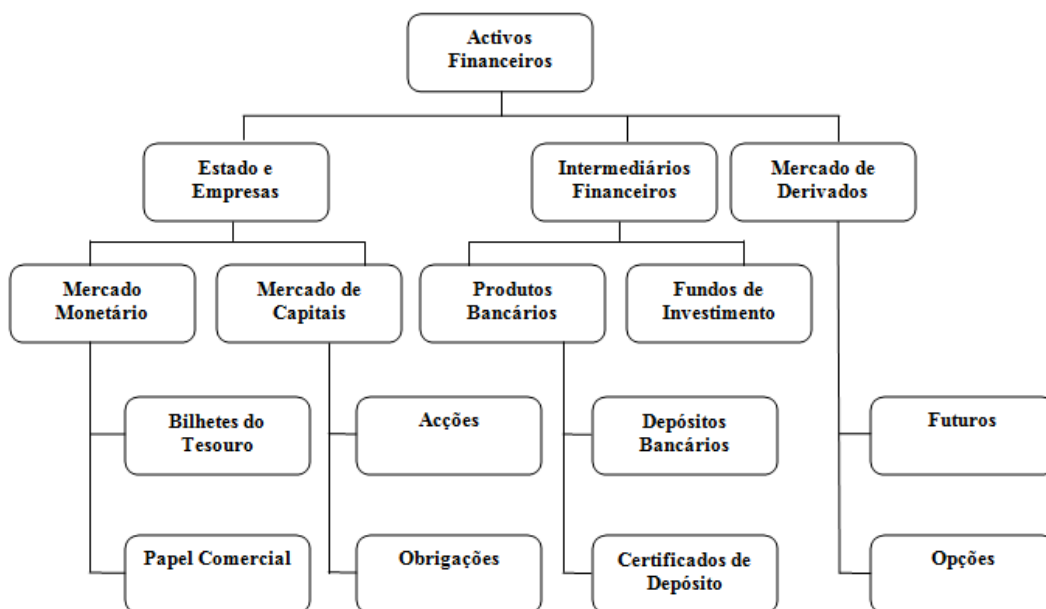 Activos
Financeiros
Estado e
Empresas
Intermediários
Financeiros
Mercado de
Derivados
Mercado
Monetário
Mercado de
Capitais
Produtos
Bancários
Fundos de
Investimento
Bilhetes do
Tesouro
Acções
Depósitos
Bancários
Futuros
Papel Comercial
Obrigações
Certificados de
Depósito
Opções